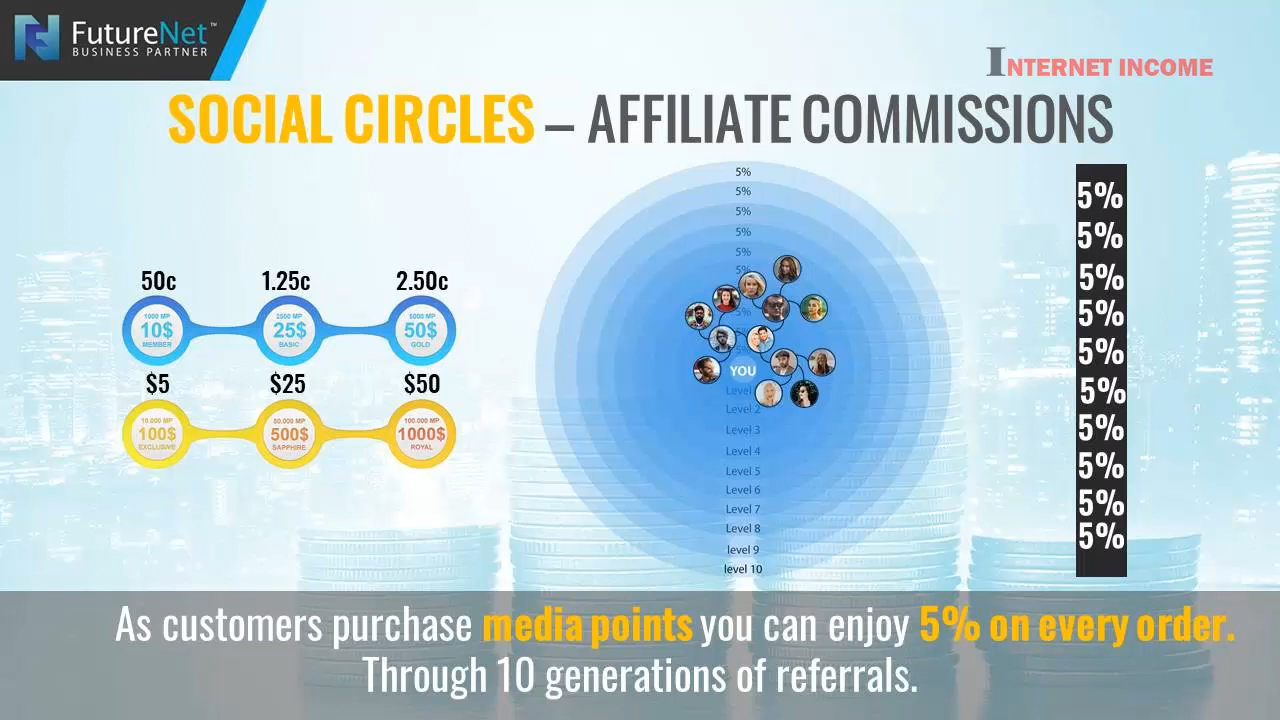 FutureNet™
BUSINESS PARTNER
INTERNET INCOME
SOCIAL CIRCLES – AFFILIATE COMMISSIONS
50c 1.25c 2.50c
1000 MP 2500 MP 5000 MP
10$ 25$ 50$
MEMBER BASIC GOLD
$5 $25 $50
10.000 MP 50.000 MP 100.000 MP
100$ 500$ 1000$
EXCLUSIVE SAPPHIRE ROYAL
5%
5%
5%
5%
5%
5%
5%
YOU
Level
Level 2
Level 3
Level 4
Level 5
Level 6
Level 7
Level 8
level 9
level 10
5%
5%
5%
5%
5%
5%
5%
5%
5%
5%
As customers purchase media points you can enjoy 5% on every order.
Through 10 generations of referrals.